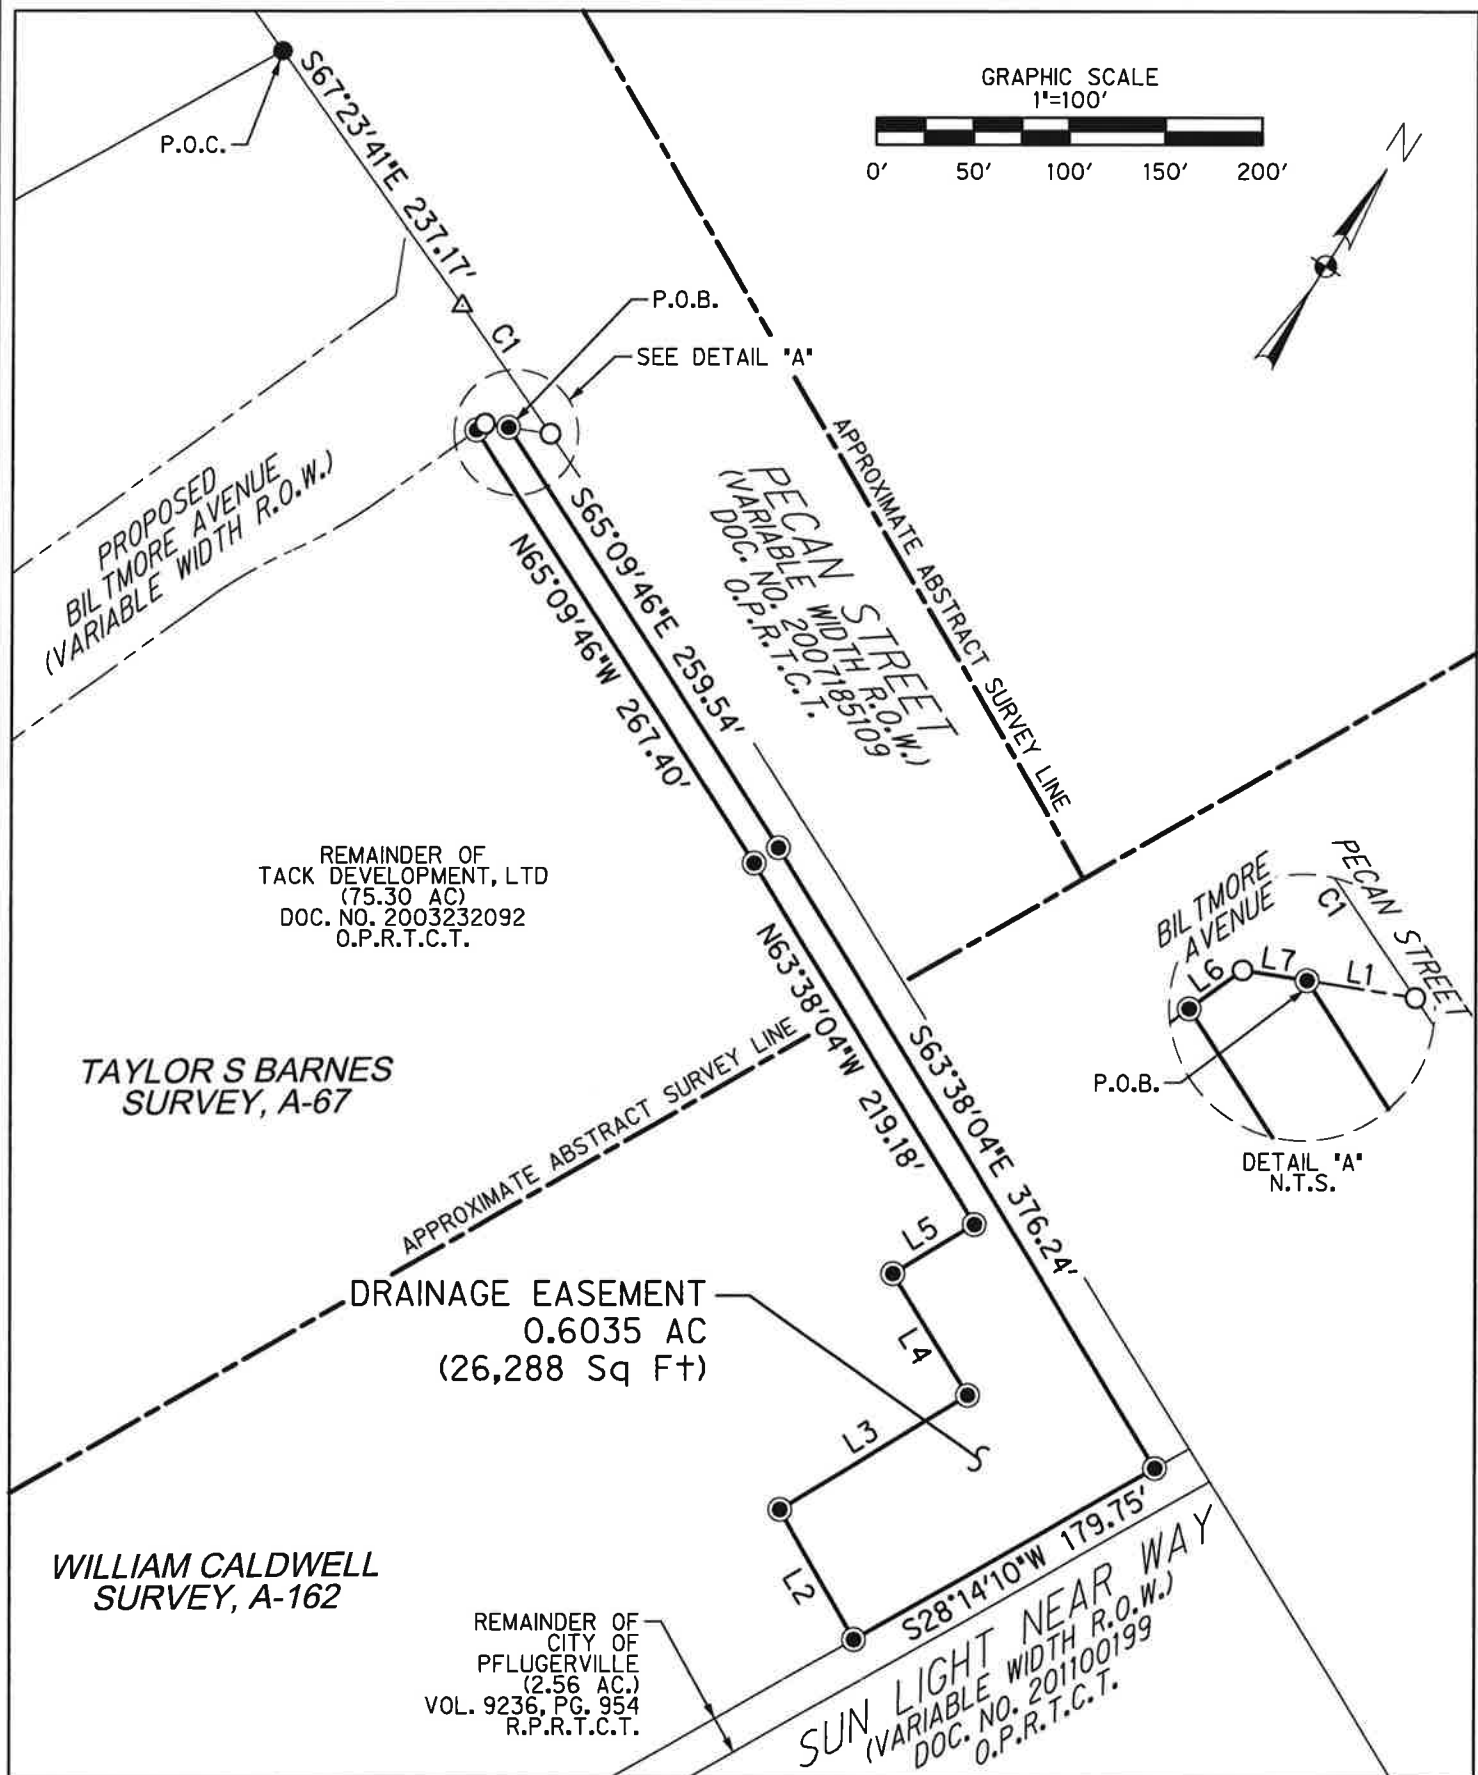 GRAPHIC SCALE
1"=100'
0' 50' 100' 150' 200'
N
P.O.C.
S67°23'41"E 237.17'
C1
P.O.B.
SEE DETAIL "A"
PROPOSED
BILTMORE AVENUE
(VARIABLE WIDTH R.O.W.)
PECAN STREET
(VARIABLE WIDTH R.O.W.)
DOC. NO. 2007185109
O.P.R.T.C.T.
APPROXIMATE ABSTRACT SURVEY LINE
S65°09'46"E 259.54'
N65°09'46"W 267.40'
REMAINDER OF
TACK DEVELOPMENT, LTD
(75.30 AC)
DOC. NO. 2003232092
O.P.R.T.C.T.
BILTMORE
AVENUE
PECAN STREET
C1
L6
L7
L1
P.O.B.
DETAIL "A"
N.T.S.
N63°38'04"W 219.18'
S63°38'04"E 376.24'
TAYLOR S BARNES
SURVEY, A-67
APPROXIMATE ABSTRACT SURVEY LINE
L5
L4
L3
L2
DRAINAGE EASEMENT
0.6035 AC
(26,288 Sq Ft)
WILLIAM CALDWELL
SURVEY, A-162
S28°14'10"W 179.75'
REMAINDER OF
CITY OF
PFLUGERVILLE
(2.56 AC.)
VOL. 9236, PG. 954
R.P.R.T.C.T.
SUN LIGHT NEAR WAY
(VARIABLE WIDTH R.O.W.)
DOC. NO. 201100199
O.P.R.T.C.T.